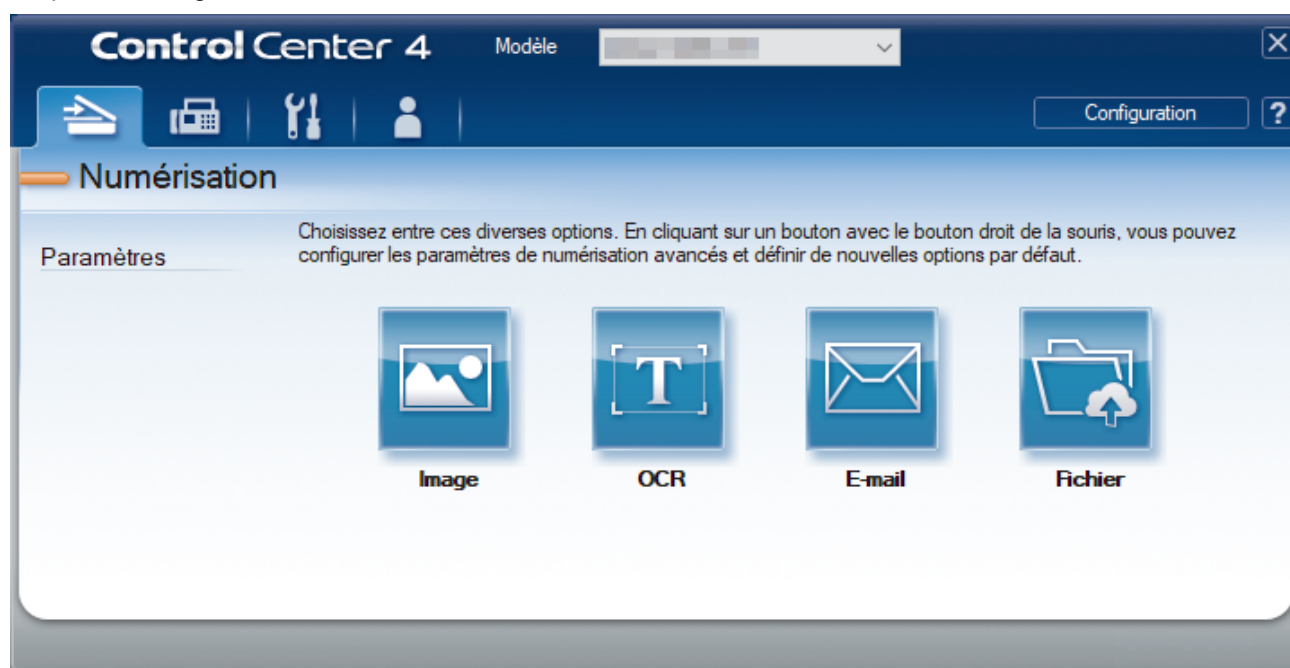 Control Center 4 Modèle
Configuration ?
Numérisation
Paramètres
Choisissez entre ces diverses options. En cliquant sur un bouton avec le bouton droit de la souris, vous pouvez
configurer les paramètres de numérisation avancés et définir de nouvelles options par défaut.
T
Image OCR E-mail Fichier